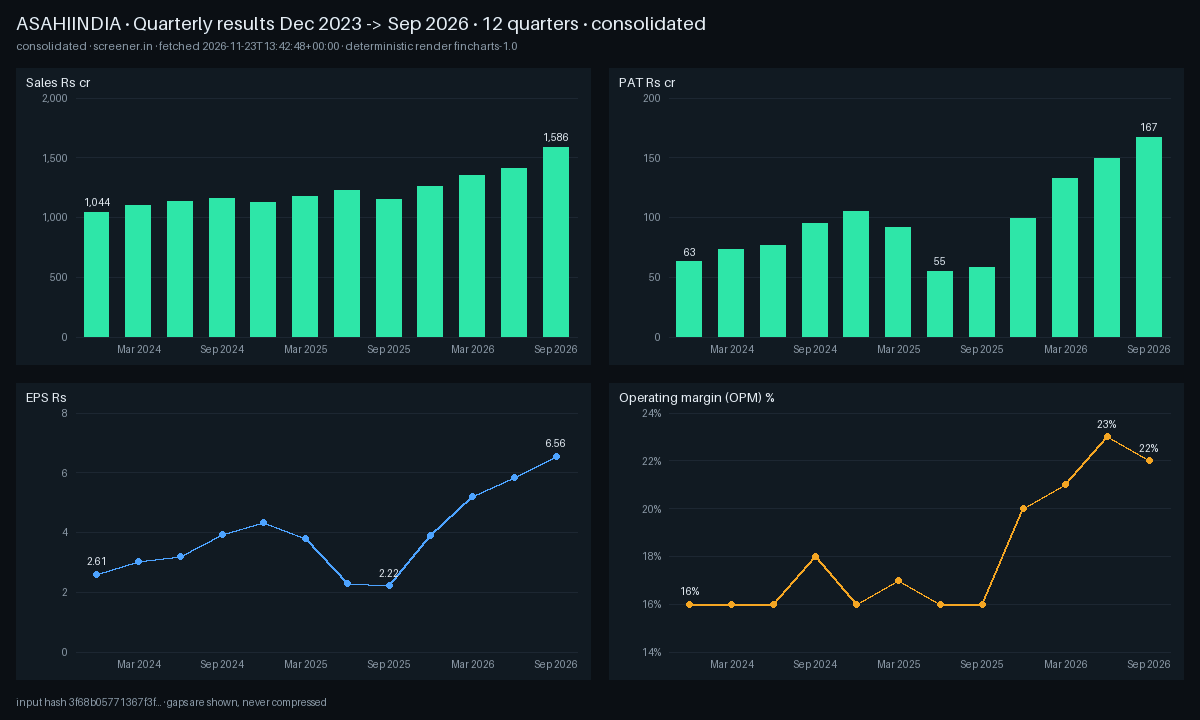 ASAHIINDIA · Quarterly results Dec 2023 -> Sep 2026 · 12 quarters · consolidated
consolidated · screener.in · fetched 2026-11-23T13:42:48+00:00 · deterministic render fincharts-1.0
Sales Rs cr
2,000
1,500
1,000
500
0
1,044
1,586
Mar 2024 Sep 2024 Mar 2025 Sep 2025 Mar 2026 Sep 2026
PAT Rs cr
200
150
100
50
0
63
55
167
Mar 2024 Sep 2024 Mar 2025 Sep 2025 Mar 2026 Sep 2026
EPS Rs
8
6
4
2
0
2.61
2.22
6.56
Mar 2024 Sep 2024 Mar 2025 Sep 2025 Mar 2026 Sep 2026
Operating margin (OPM) %
24%
22%
20%
18%
16%
14%
16%
23%
22%
Mar 2024 Sep 2024 Mar 2025 Sep 2025 Mar 2026 Sep 2026
input hash 3f68b05771367f3f… · gaps are shown, never compressed